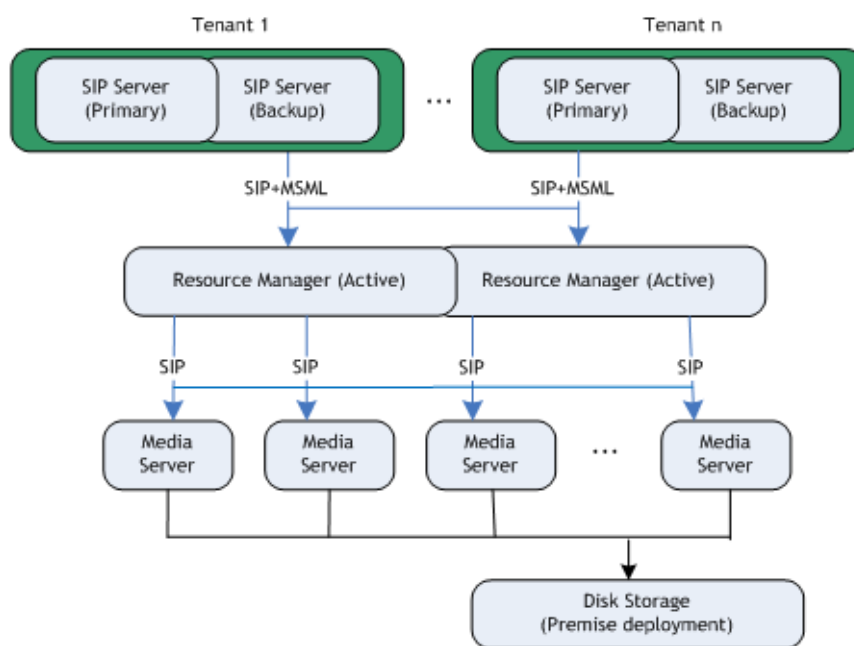 Tenant 1
Tenant n
SIP Server
(Primary)
SIP Server
(Backup)
...
SIP Server
(Primary)
SIP Server
(Backup)
SIP+MSML
SIP+MSML
Resource Manager (Active)
Resource Manager (Active)
SIP
SIP
SIP
SIP
Media
Server
Media
Server
Media
Server
...
Media
Server
Disk Storage
(Premise deployment)